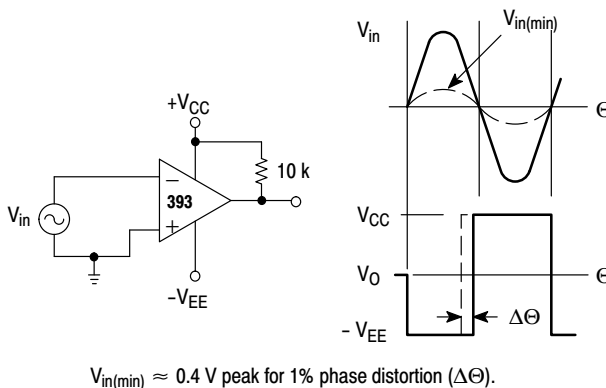 V_in
V_in(min)
Θ
+V_CC
10 k
−
393
+
V_in
−V_EE
V_CC
V_O
Θ
− V_EE
ΔΘ
V_in(min) ≈ 0.4 V peak for 1% phase distortion (ΔΘ).